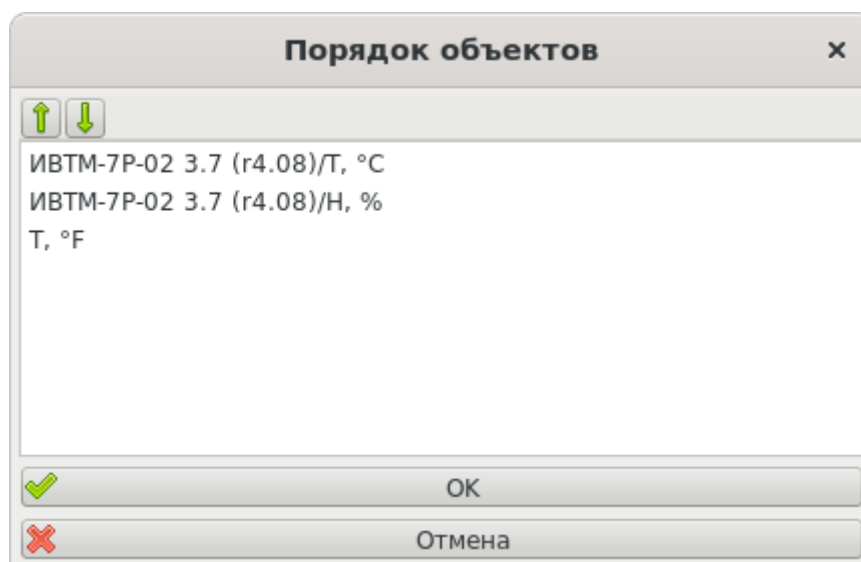 Порядок объектов
ИВТМ-7Р-02 3.7 (r4.08)/T, °C
ИВТМ-7Р-02 3.7 (r4.08)/H, %
T, °F
OK
Отмена